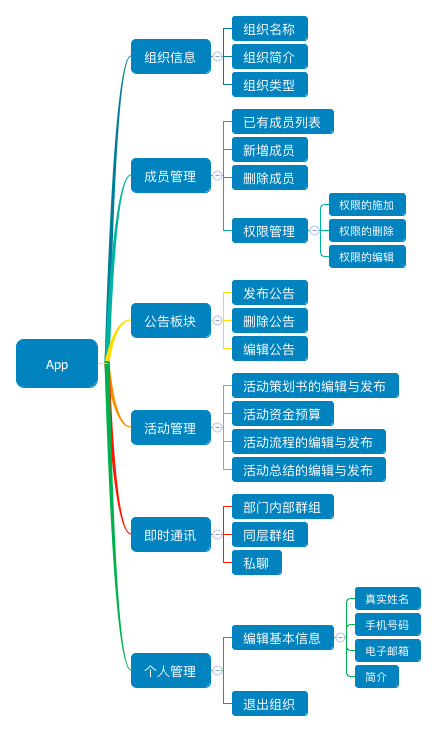 App
组织信息
组织名称
组织简介
组织类型
成员管理
已有成员列表
新增成员
删除成员
权限管理
权限的施加
权限的删除
权限的编辑
公告板块
发布公告
删除公告
编辑公告
活动管理
活动策划书的编辑与发布
活动资金预算
活动流程的编辑与发布
活动总结的编辑与发布
即时通讯
部门内部群组
同层群组
私聊
个人管理
编辑基本信息
真实姓名
手机号码
电子邮箱
简介
退出组织